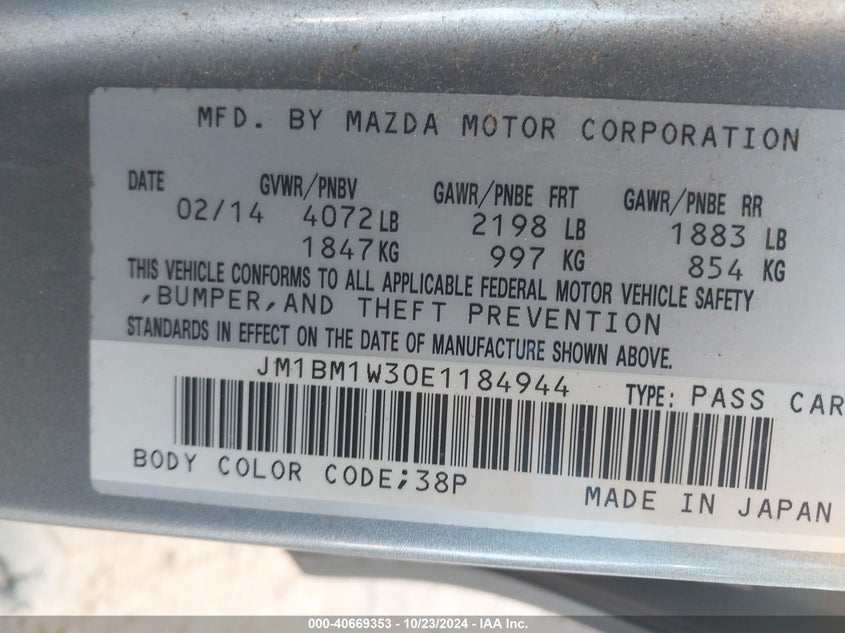 MFD. BY MAZDA MOTOR CORPORATION
DATE GVWR/PNBV GAWR/PNBE FRT GAWR/PNBE RR
02/14 4072 LB 2198 LB 1883 LB
1847 KG 997 KG 854 KG
THIS VEHICLE CONFORMS TO ALL APPLICABLE FEDERAL MOTOR VEHICLE SAFETY
,BUMPER,AND THEFT PREVENTION
STANDARDS IN EFFECT ON THE DATE OF MANUFACTURE SHOWN ABOVE.
JM1BM1W30E1184944 TYPE: PASS CAR
BODY COLOR CODE;38P
MADE IN JAPAN
000-40669353 - 10/23/2024 - IAA Inc.